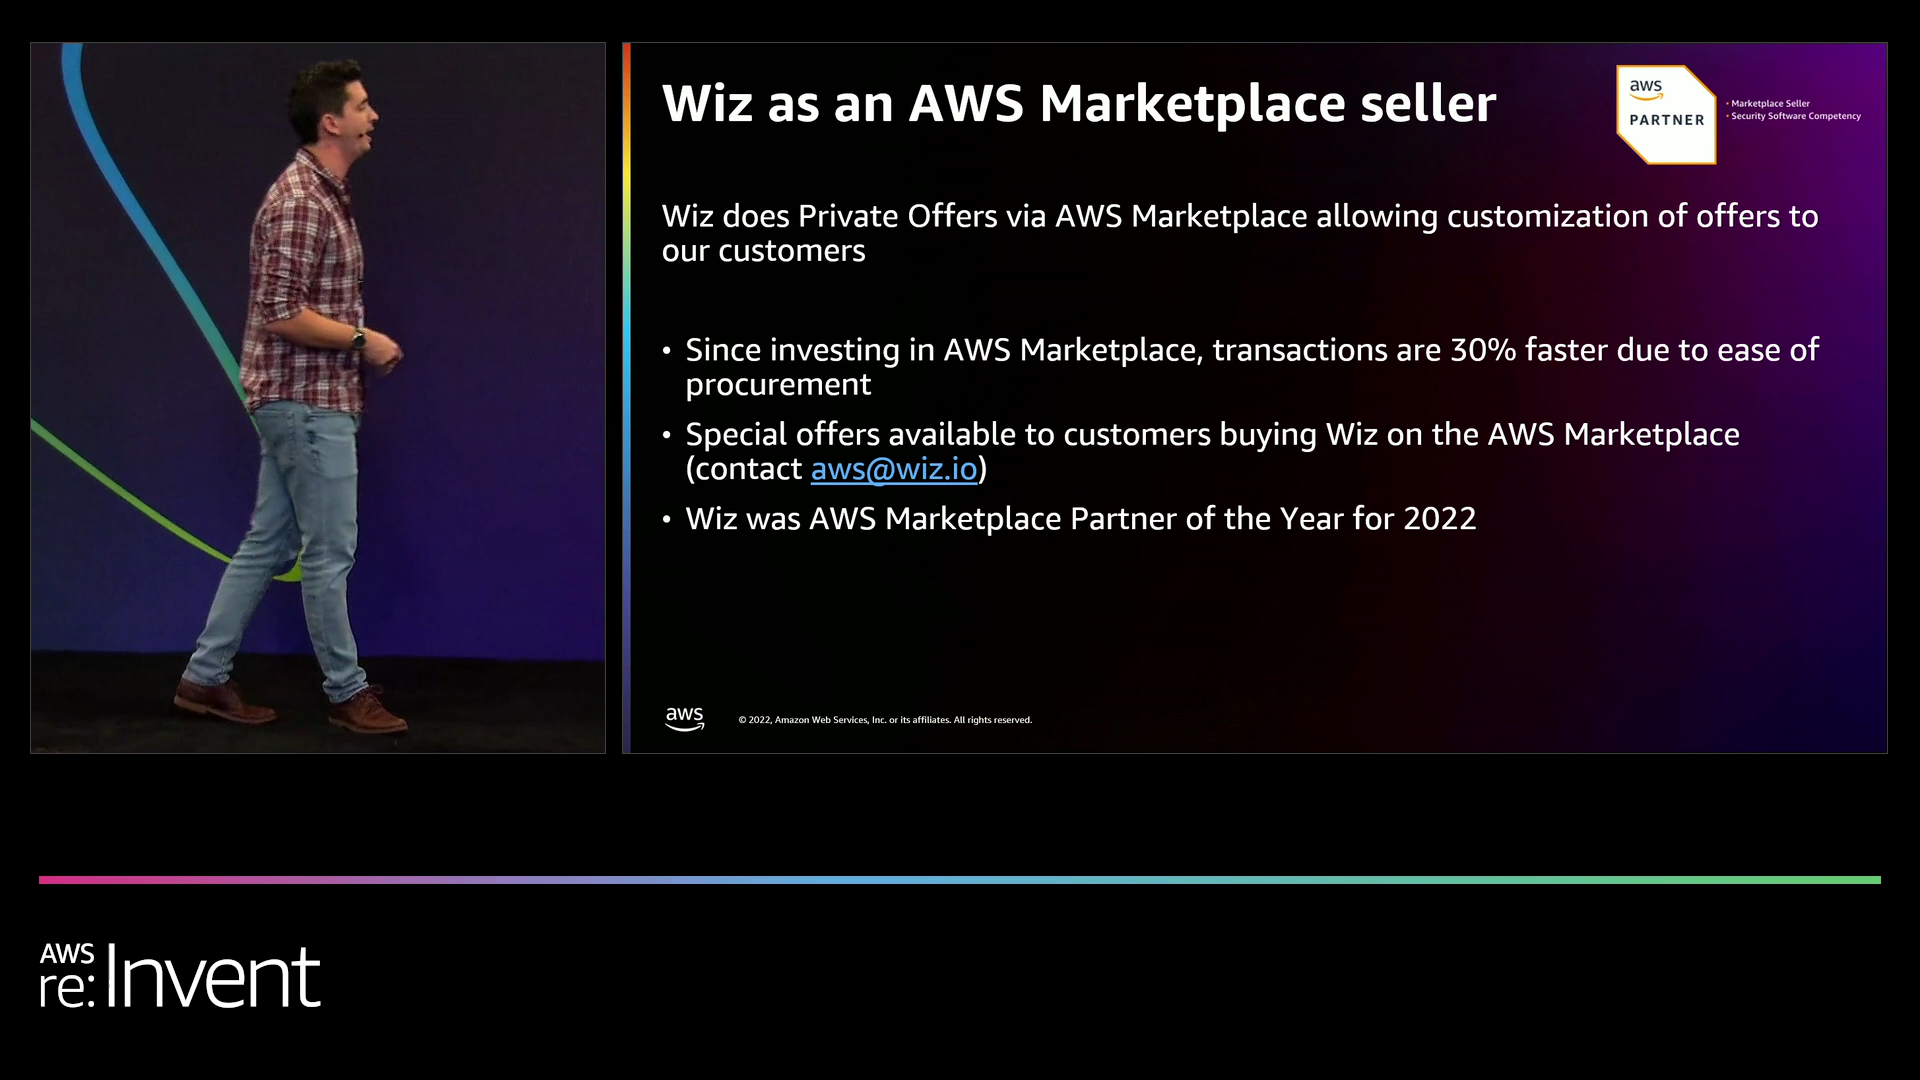 Wiz as an AWS Marketplace seller
aws
PARTNER
• Marketplace Seller
• Security Software Competency
Wiz does Private Offers via AWS Marketplace allowing customization of offers to
our customers
• Since investing in AWS Marketplace, transactions are 30% faster due to ease of
procurement
• Special offers available to customers buying Wiz on the AWS Marketplace
(contact aws@wiz.io)
• Wiz was AWS Marketplace Partner of the Year for 2022
aws
© 2022, Amazon Web Services, Inc. or its affiliates. All rights reserved.
AWS
re:Invent